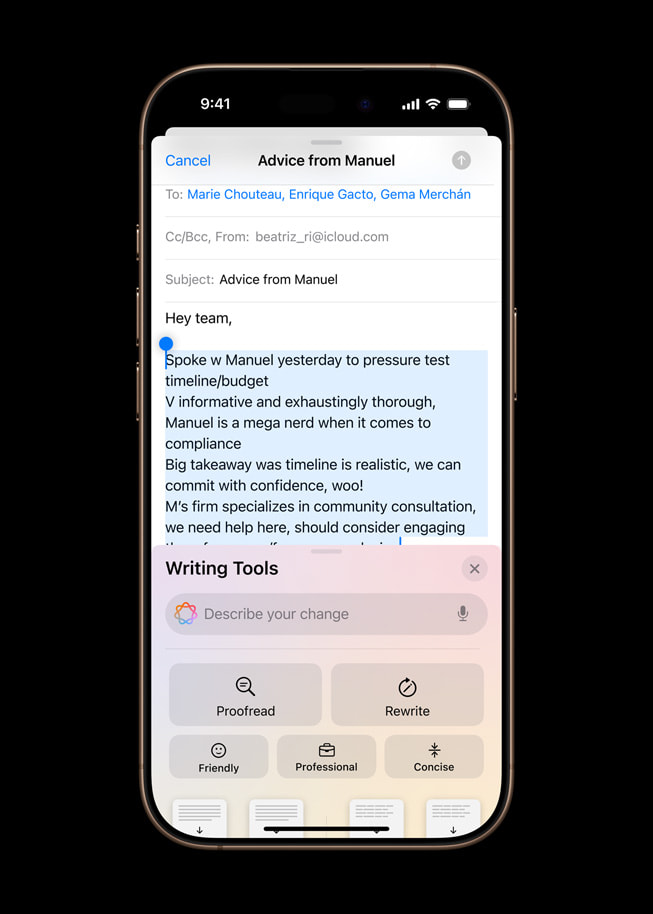 9:41
Cancel
Advice from Manuel
To: Marie Chouteau, Enrique Gacto, Gema Merchán
Cc/Bcc, From: beatriz_ri@icloud.com
Subject: Advice from Manuel
Hey team,
Spoke w Manuel yesterday to pressure test
timeline/budget
V informative and exhaustingly thorough,
Manuel is a mega nerd when it comes to
compliance
Big takeaway was timeline is realistic, we can
commit with confidence, woo!
M’s firm specializes in community consultation,
we need help here, should consider engaging
Writing Tools
Describe your change
Proofread
Rewrite
Friendly
Professional
Concise